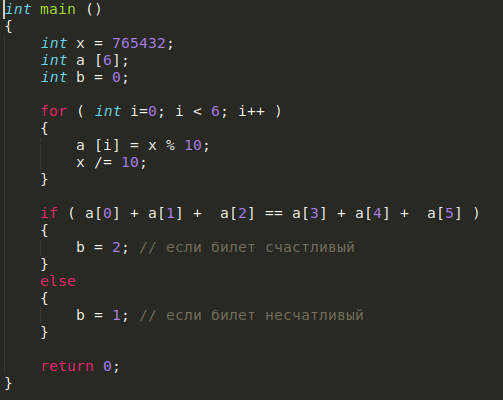 int main ()
{
    int x = 765432;
    int a [6];
    int b = 0;

    for ( int i=0; i < 6; i++ )
    {
        a [i] = x % 10;
        x /= 10;
    }

    if ( a[0] + a[1] +  a[2] == a[3] + a[4] +  a[5] )
    {
        b = 2; // если билет счастливый
    }
    else
    {
        b = 1; // если билет несчатливый
    }

    return 0;
}